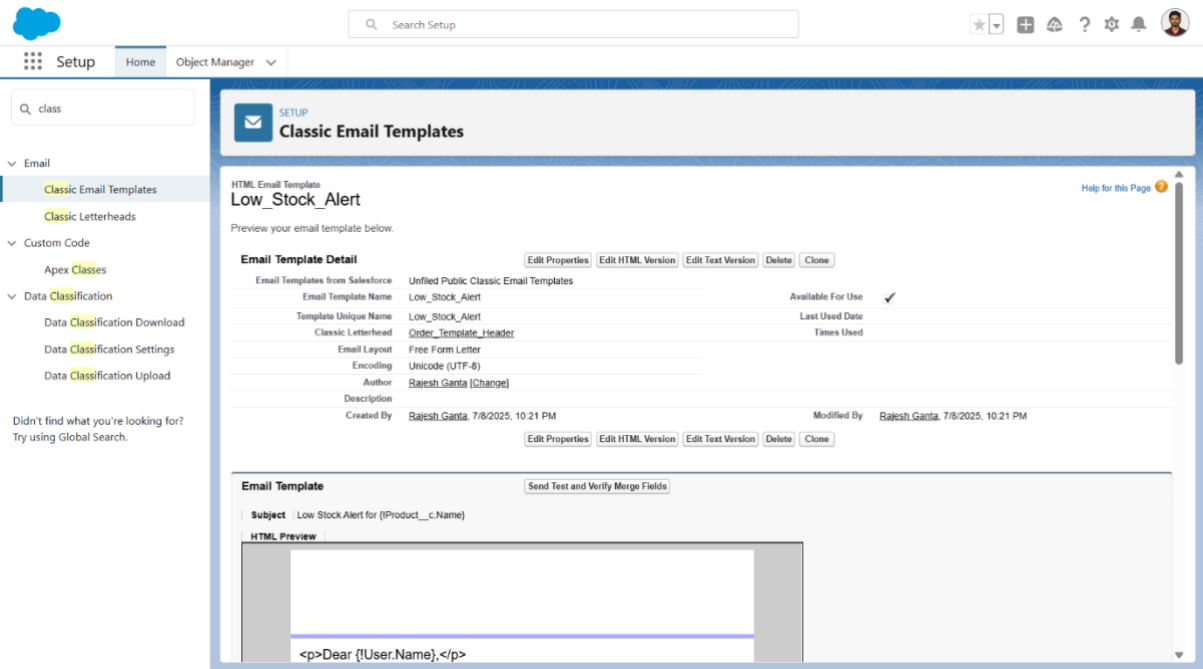 Search Setup
Setup
Home
Object Manager
class
Email
Classic Email Templates
Classic Letterheads
Custom Code
Apex Classes
Data Classification
Data Classification Download
Data Classification Settings
Data Classification Upload
Didn't find what you're looking for?
Try using Global Search.
SETUP
Classic Email Templates
HTML Email Template
Low_Stock_Alert
Help for this Page ?
Preview your email template below.
Email Template Detail Edit Properties Edit HTML Version Edit Text Version Delete Clone
Email Templates from Salesforce Unfiled Public Classic Email Templates
Email Template Name Low_Stock_Alert Available For Use ✓
Template Unique Name Low_Stock_Alert Last Used Date
Classic Letterhead Order_Template_Header Times Used
Email Layout Free Form Letter
Encoding Unicode (UTF-8)
Author Rajesh Ganta [Change]
Description
Created By Rajesh Ganta, 7/8/2025, 10:21 PM Modified By Rajesh Ganta, 7/8/2025, 10:21 PM
Edit Properties Edit HTML Version Edit Text Version Delete Clone
Email Template Send Test and Verify Merge Fields
Subject Low Stock Alert for {!Product__c.Name}
HTML Preview
<p>Dear {!User.Name},</p>